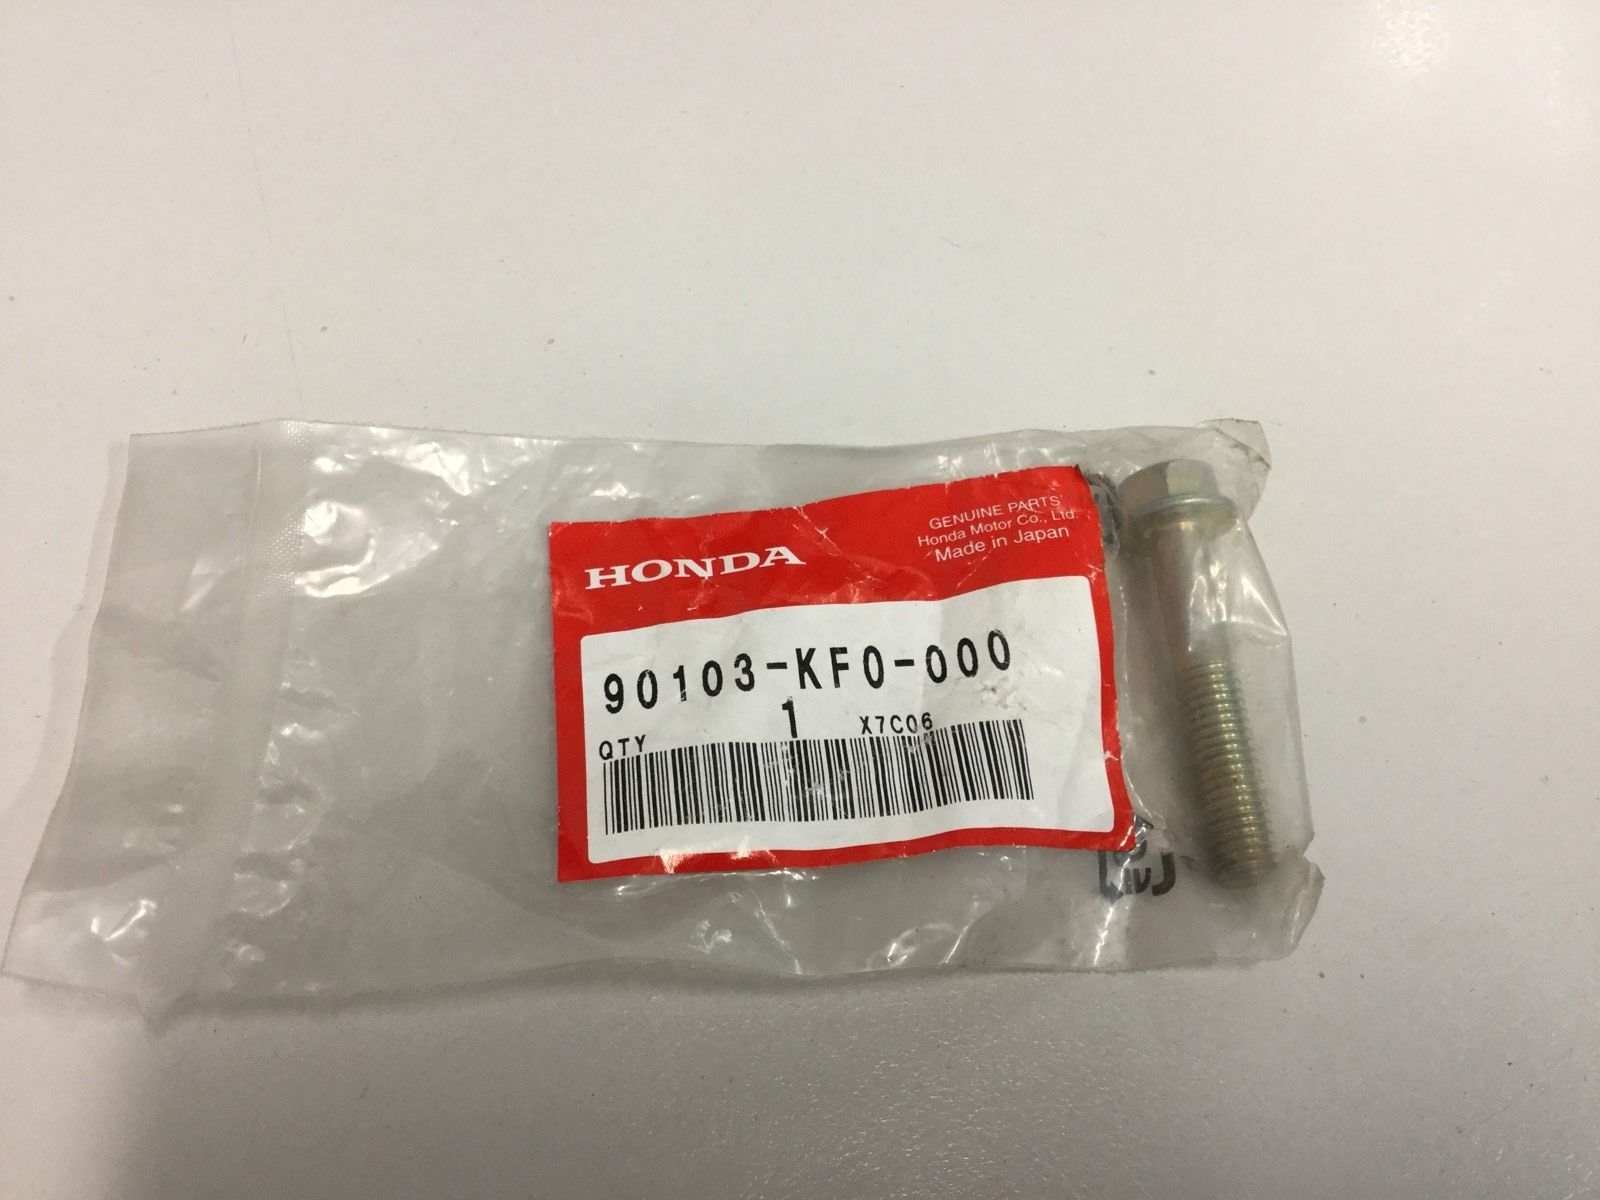 HONDA
GENUINE PARTS
Honda Motor Co., Ltd.
Made in Japan
90103-KF0-000
QTY 1 X7C06